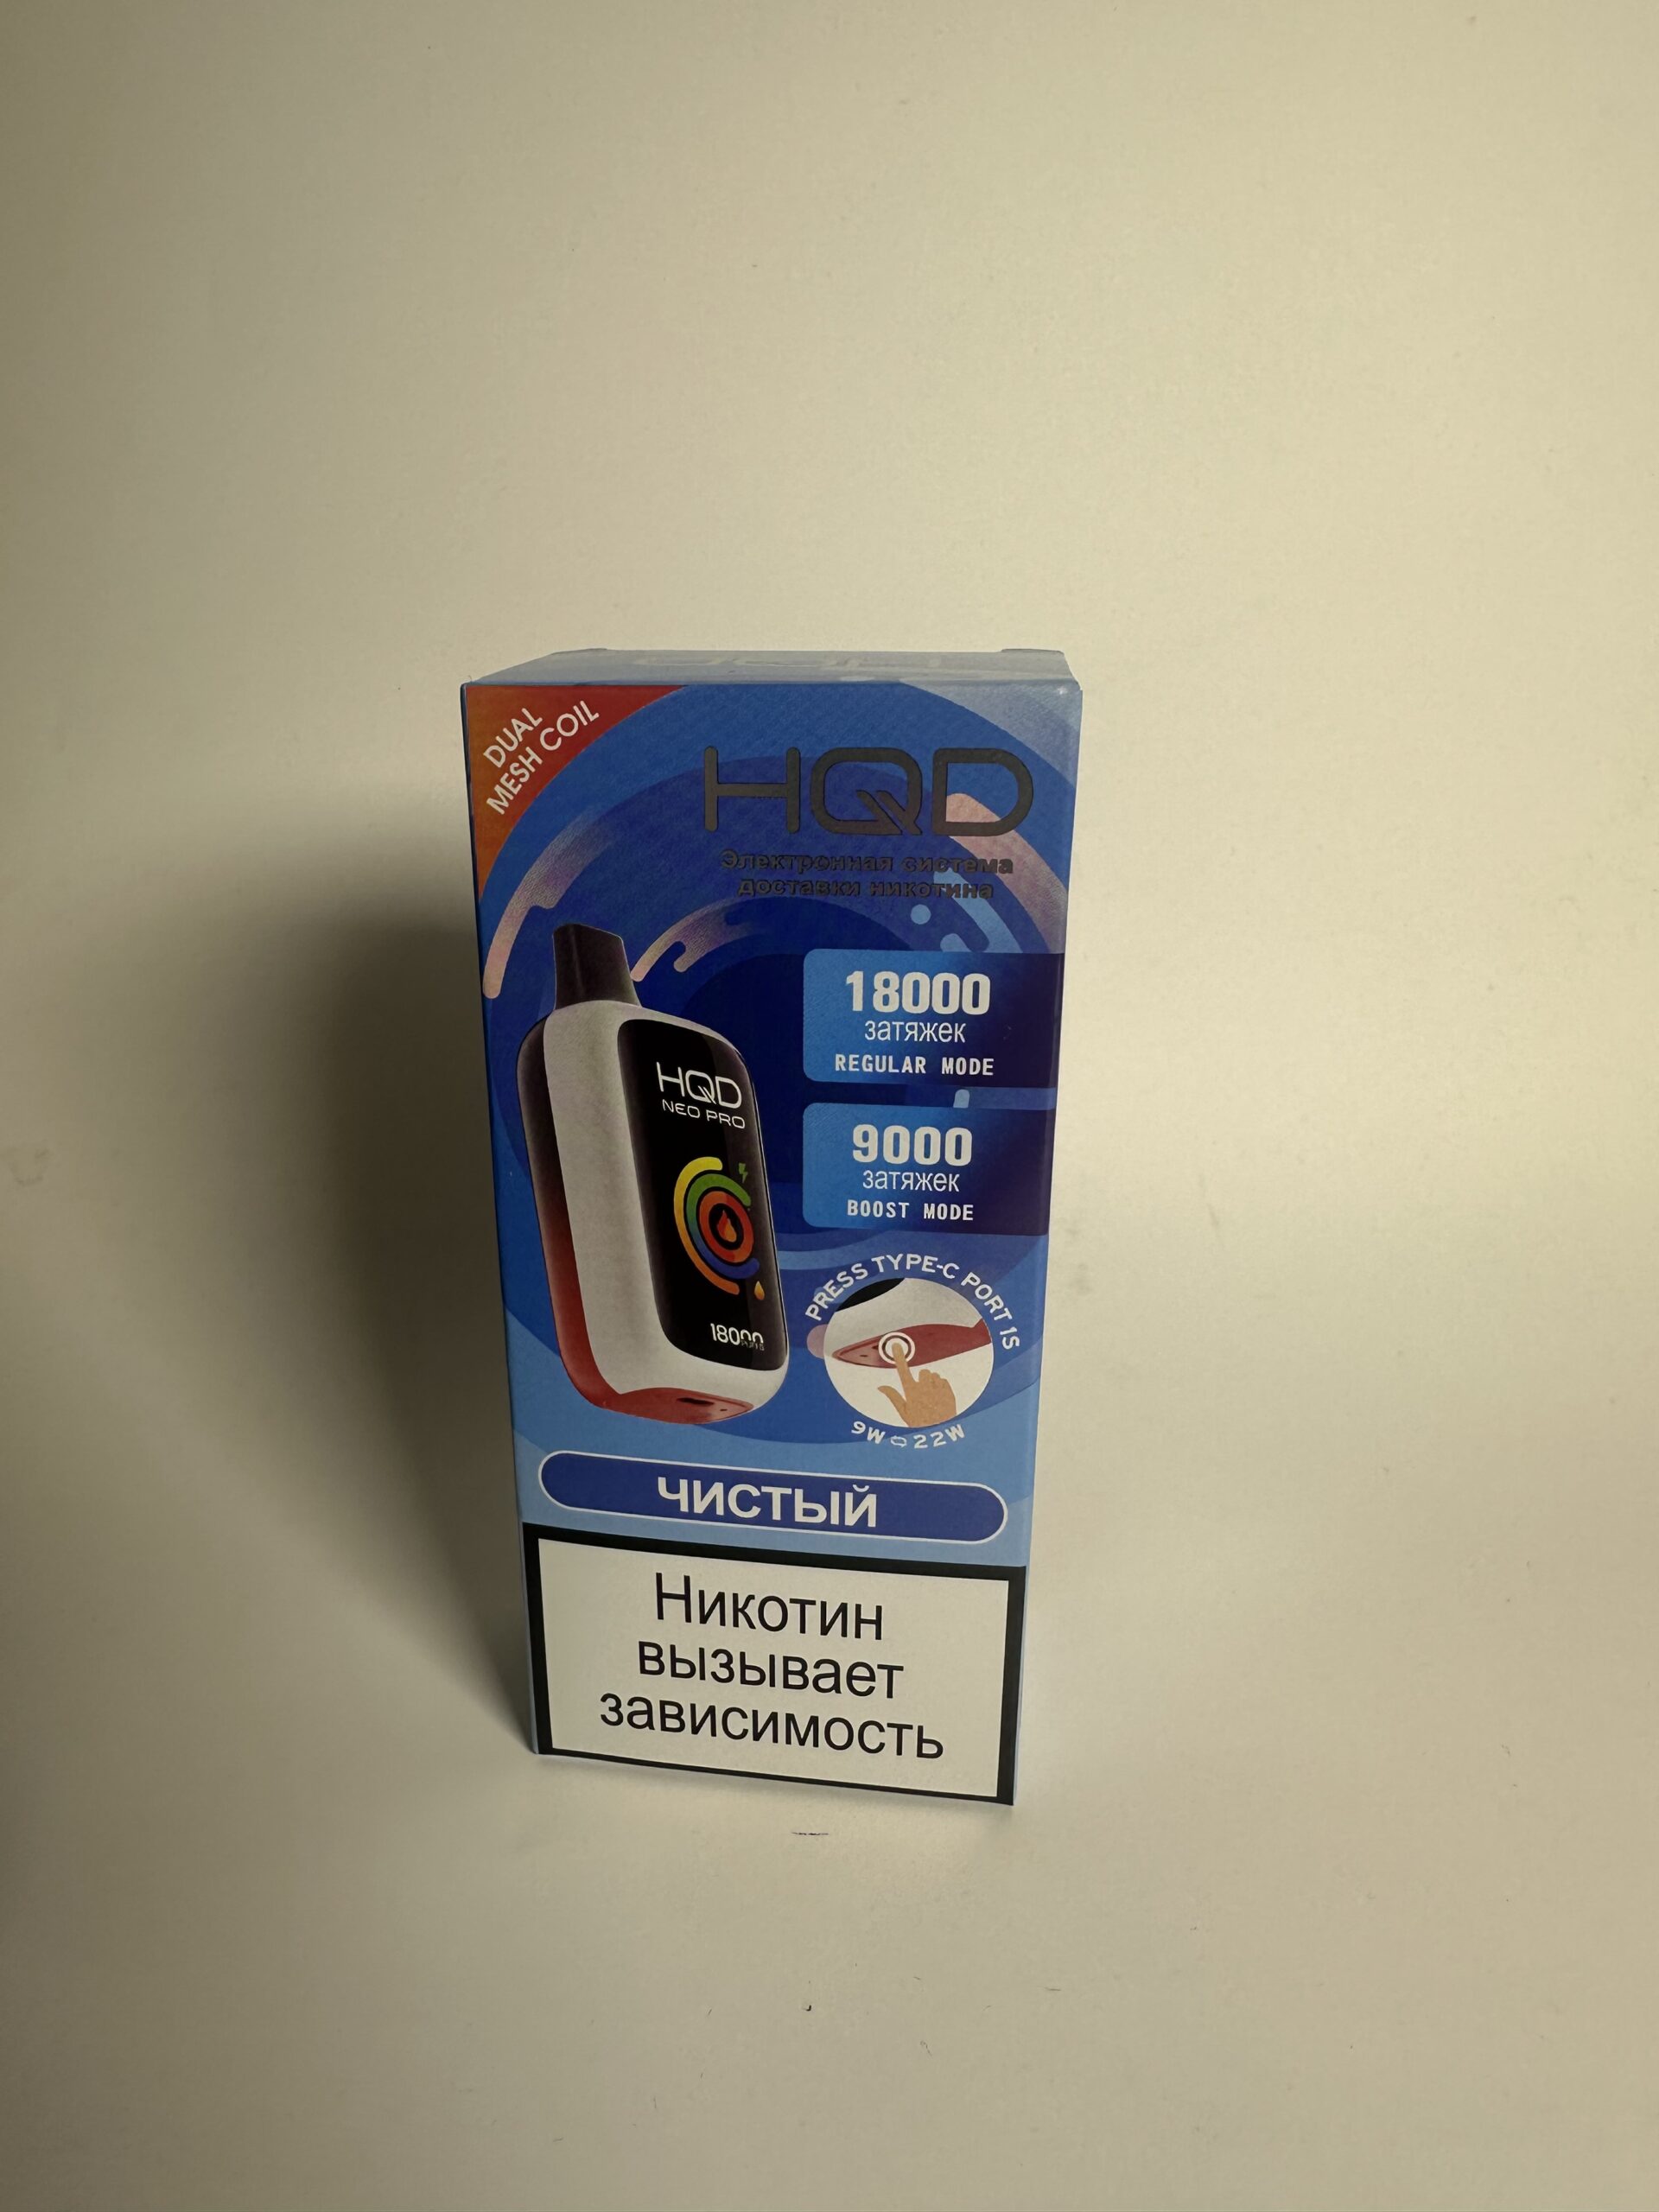 DUAL
MESH COIL
HQD
Электронная система
доставки никотина
18000
затяжек
REGULAR MODE
9000
затяжек
BOOST MODE
HQD
NEO PRO
18000
PRESS TYPE-C PORT 1S
9W 22W
ЧИСТЫЙ
Никотин
вызывает
зависимость